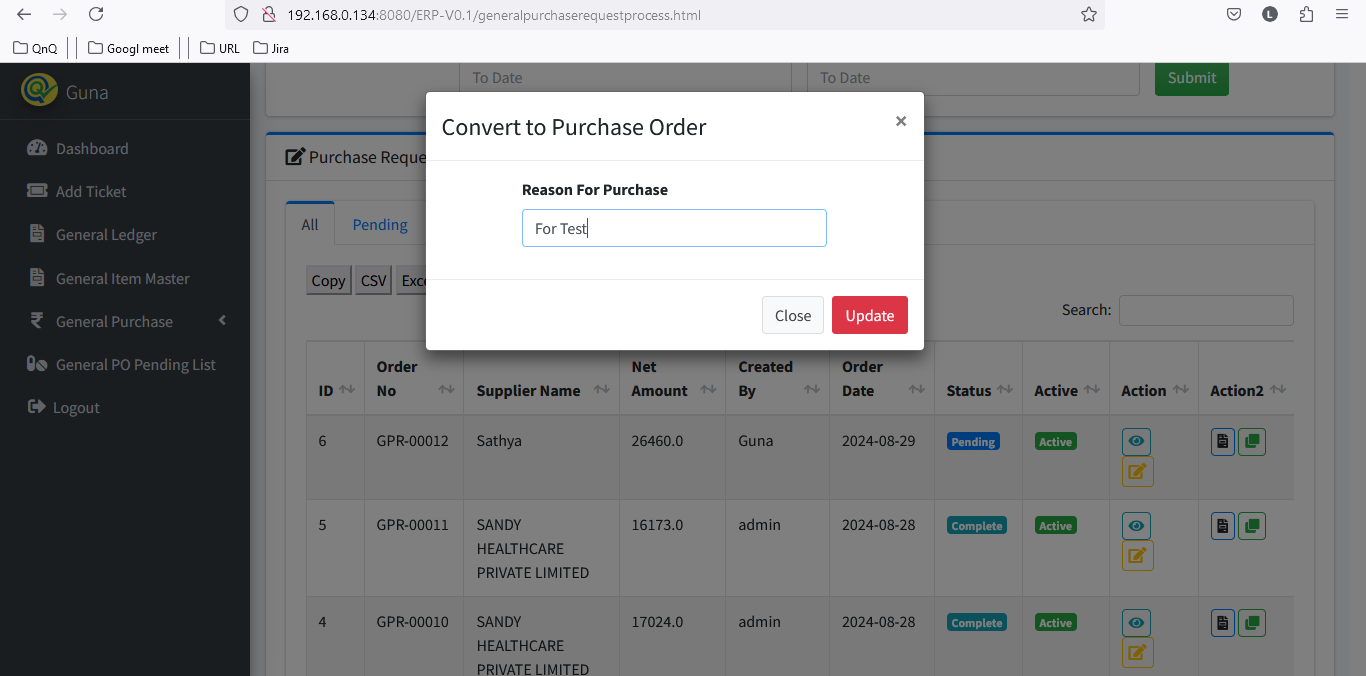 192.168.0.134:8080/ERP-V0.1/generalpurchaserequestprocess.html
L
QnQ
Googl meet
URL
Jira
Guna
Dashboard
Add Ticket
General Ledger
General Item Master
General Purchase
General PO Pending List
Logout
To Date
To Date
Submit
Convert to Purchase Order
×
Reason For Purchase
For Test
Close
Update
Purchase Reque
All
Pending
Copy
CSV
Exce
Search:
ID
Order No
Supplier Name
Net Amount
Created By
Order Date
Status
Active
Action
Action2
6 GPR-00012 Sathya 26460.0 Guna 2024-08-29 Pending Active
5 GPR-00011 SANDY 16173.0 admin 2024-08-28 Complete Active
HEALTHCARE
PRIVATE LIMITED
4 GPR-00010 SANDY 17024.0 admin 2024-08-28 Complete Active
HEALTHCARE
PRIVATE LIMITED